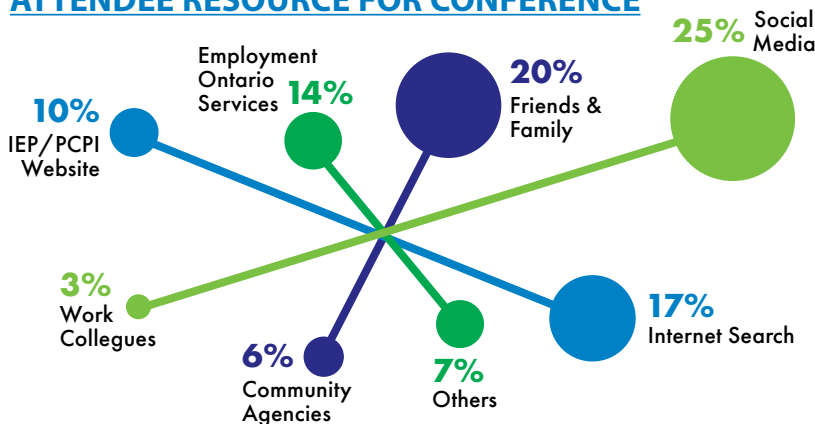 ATTENDEE RESOURCE FOR CONFERENCE
25% Social
Media
Employment
Ontario
Services 14%
20%
Friends &
Family
10%
IEP/PCPI
Website
3%
Work
Collegues
17%
Internet Search
6%
Community
Agencies
7%
Others